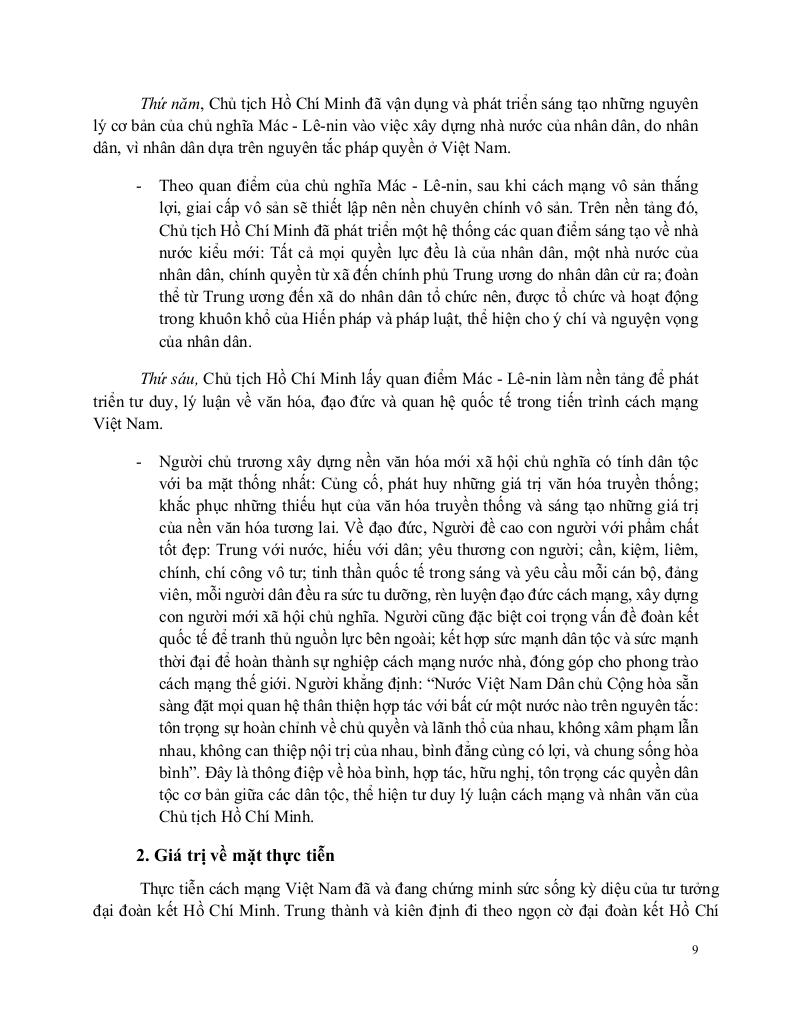 Thứ năm, Chủ tịch Hồ Chí Minh đã vận dụng và phát triển sáng tạo những nguyên
lý cơ bản của chủ nghĩa Mác - Lê-nin vào việc xây dựng nhà nước của nhân dân, do nhân
dân, vì nhân dân dựa trên nguyên tắc pháp quyền ở Việt Nam.
- Theo quan điểm của chủ nghĩa Mác - Lê-nin, sau khi cách mạng vô sản thắng
lợi, giai cấp vô sản sẽ thiết lập nên nền chuyên chính vô sản. Trên nền tảng đó,
Chủ tịch Hồ Chí Minh đã phát triển một hệ thống các quan điểm sáng tạo về nhà
nước kiểu mới: Tất cả mọi quyền lực đều là của nhân dân, một nhà nước của
nhân dân, chính quyền từ xã đến chính phủ Trung ương do nhân dân cử ra; đoàn
thể từ Trung ương đến xã do nhân dân tổ chức nên, được tổ chức và hoạt động
trong khuôn khổ của Hiến pháp và pháp luật, thể hiện cho ý chí và nguyện vọng
của nhân dân.
Thứ sáu, Chủ tịch Hồ Chí Minh lấy quan điểm Mác - Lê-nin làm nền tảng để phát
triển tư duy, lý luận về văn hóa, đạo đức và quan hệ quốc tế trong tiến trình cách mạng
Việt Nam.
- Người chủ trương xây dựng nền văn hóa mới xã hội chủ nghĩa có tính dân tộc
với ba mặt thống nhất: Củng cố, phát huy những giá trị văn hóa truyền thống;
khắc phục những thiếu hụt của văn hóa truyền thống và sáng tạo những giá trị
của nền văn hóa tương lai. Về đạo đức, Người đề cao con người với phẩm chất
tốt đẹp: Trung với nước, hiếu với dân; yêu thương con người; cần, kiệm, liêm,
chính, chí công vô tư; tinh thần quốc tế trong sáng và yêu cầu mỗi cán bộ, đảng
viên, mỗi người dân đều ra sức tu dưỡng, rèn luyện đạo đức cách mạng, xây dựng
con người mới xã hội chủ nghĩa. Người cũng đặc biệt coi trọng vấn đề đoàn kết
quốc tế để tranh thủ nguồn lực bên ngoài; kết hợp sức mạnh dân tộc và sức mạnh
thời đại để hoàn thành sự nghiệp cách mạng nước nhà, đóng góp cho phong trào
cách mạng thế giới. Người khẳng định: “Nước Việt Nam Dân chủ Cộng hòa sẵn
sàng đặt mọi quan hệ thân thiện hợp tác với bất cứ một nước nào trên nguyên tắc:
tôn trọng sự hoàn chỉnh về chủ quyền và lãnh thổ của nhau, không xâm phạm lẫn
nhau, không can thiệp nội trị của nhau, bình đẳng cùng có lợi, và chung sống hòa
bình”. Đây là thông điệp về hòa bình, hợp tác, hữu nghị, tôn trọng các quyền dân
tộc cơ bản giữa các dân tộc, thể hiện tư duy lý luận cách mạng và nhân văn của
Chủ tịch Hồ Chí Minh.
2. Giá trị về mặt thực tiễn
Thực tiễn cách mạng Việt Nam đã và đang chứng minh sức sống kỳ diệu của tư tưởng
đại đoàn kết Hồ Chí Minh. Trung thành và kiên định đi theo ngọn cờ đại đoàn kết Hồ Chí
9